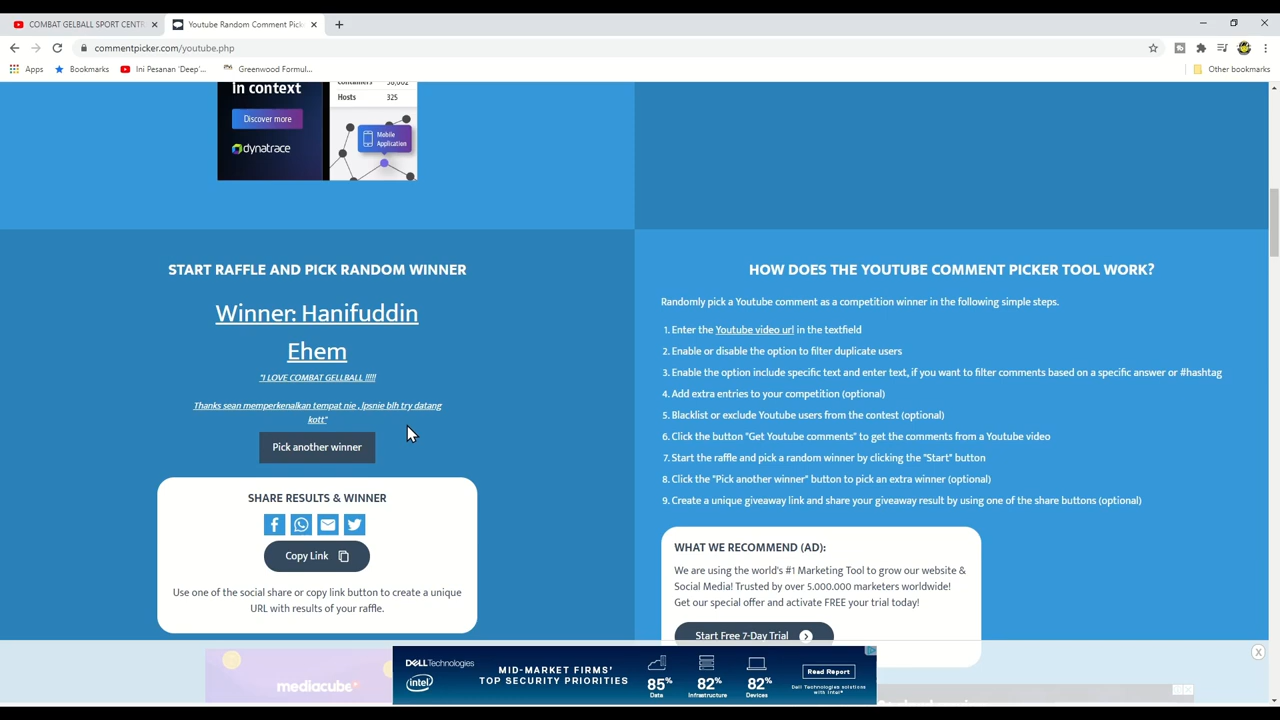 COMBAT GELBALL SPORT CENTR
Youtube Random Comment Pick
commentpicker.com/youtube.php
Apps
Bookmarks
Ini Pesanan 'Deep'...
Greenwood Formul...
Other bookmarks
In context
Discover more
dynatrace
Hosts 325
Mobile
Application
START RAFFLE AND PICK RANDOM WINNER
Winner: Hanifuddin
Ehem
"I LOVE COMBAT GELLBALL !!!!!
Thanks sean memperkenalkan tempat nie , lpsnie blh try datang
kott"
Pick another winner
SHARE RESULTS & WINNER
Copy Link
Use one of the social share or copy link button to create a unique
URL with results of your raffle.
HOW DOES THE YOUTUBE COMMENT PICKER TOOL WORK?
Randomly pick a Youtube comment as a competition winner in the following simple steps.
1. Enter the Youtube video url in the textfield
2. Enable or disable the option to filter duplicate users
3. Enable the option include specific text and enter text, if you want to filter comments based on a specific answer or #hashtag
4. Add extra entries to your competition (optional)
5. Blacklist or exclude Youtube users from the contest (optional)
6. Click the button "Get Youtube comments" to get the comments from a Youtube video
7. Start the raffle and pick a random winner by clicking the "Start" button
8. Click the "Pick another winner" button to pick an extra winner (optional)
9. Create a unique giveaway link and share your giveaway result by using one of the share buttons (optional)
WHAT WE RECOMMEND (AD):
We are using the world's #1 Marketing Tool to grow our website &
Social Media! Trusted by over 5.000.000 marketers worldwide!
Get our special offer and activate FREE your trial today!
Start Free 7-Day Trial
mediacube
DELLTechnologies
intel
MID-MARKET FIRMS'
TOP SECURITY PRIORITIES
85%
Data
82%
Infrastructure
82%
Devices
Read Report
Dell Technologies solutions
with Intel®